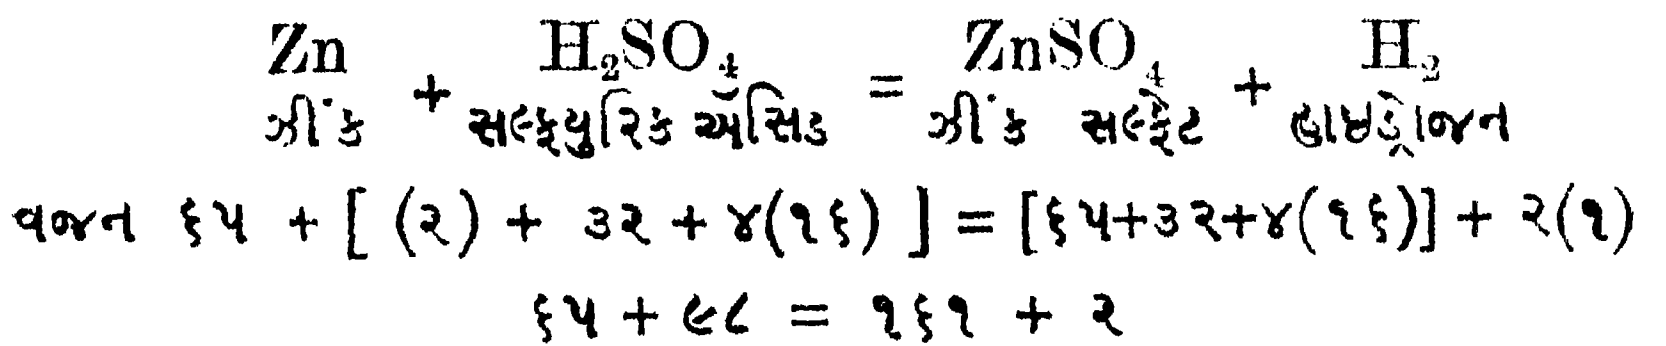 Zn + H₂SO₄ = ZnSO₄ + H₂
ઝીંક સલ્ફ્યુરિક ઍસિડ ઝીંક સલ્ફેટ હાઇડ્રોજન
વજન ૬૫ + [ (૨) + ૩૨ + ૪(૧૬) ] = [૬૫+૩૨+૪(૧૬)] + ૨(૧)
૬૫ + ૯૮ = ૧૬૧ + ૨